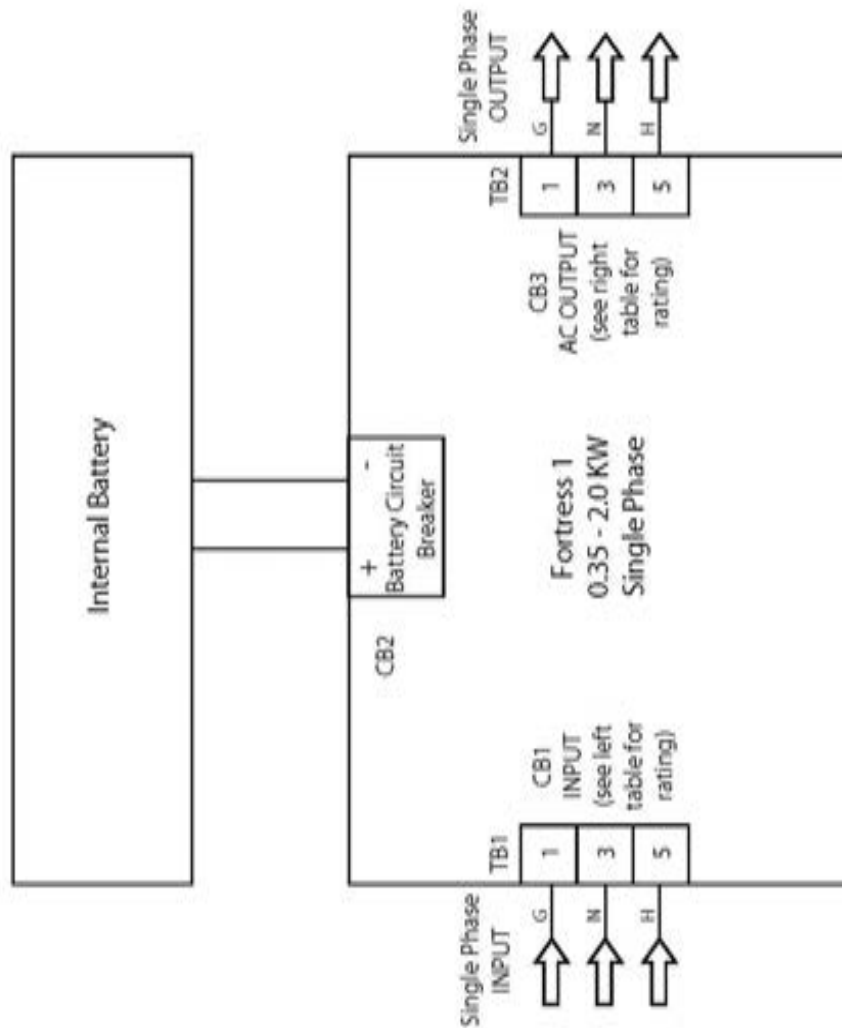 Internal Battery
CB2
+ -
Battery Circuit
Breaker
Single Phase
INPUT
G
N
H
TB1
1
3
5
CB1
INPUT
(see left
table for
rating)
Fortress 1
0.35 - 2.0 KW
Single Phase
CB3
AC OUTPUT
(see right
table for
rating)
TB2
1
3
5
Single Phase
OUTPUT
G
N
H